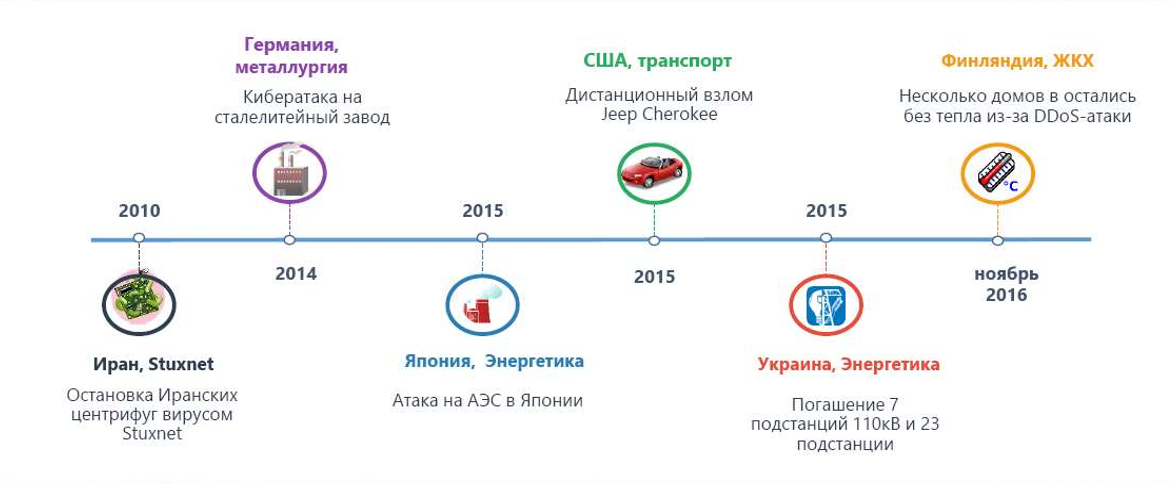 Германия,
металлургия
Кибератака на
сталелитейный завод
США, транспорт
Дистанционный взлом
Jeep Cherokee
Финляндия, ЖКХ
Несколько домов в остались
без тепла из-за DDoS-атаки
°C
2010
2014
2015
2015
2015
ноябрь
2016
Иран, Stuxnet
Остановка Иранских
центрифуг вирусом
Stuxnet
Япония, Энергетика
Атака на АЭС в Японии
Украина, Энергетика
Погашение 7
подстанций 110кВ и 23
подстанции